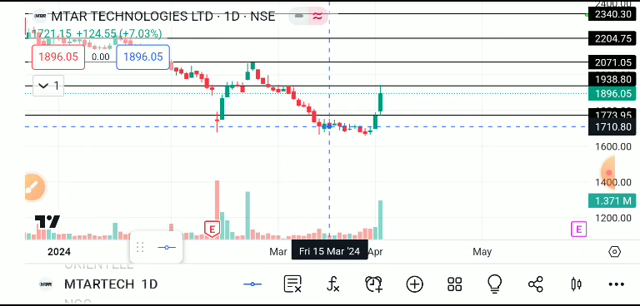 2400.00
MTAR TECHNOLOGIES LTD · 1D · NSE
2340.30
1721.15 +124.55 (+7.03%)
2204.75
1896.05 0.00 1896.05
2071.05
1
1938.80
1896.05
1773.95
1710.80
1600.00
1400.00
1.371 M
1200.00
E
E
2024 Mar Fri 15 Mar '24 Apr May
MTARTECH 1D